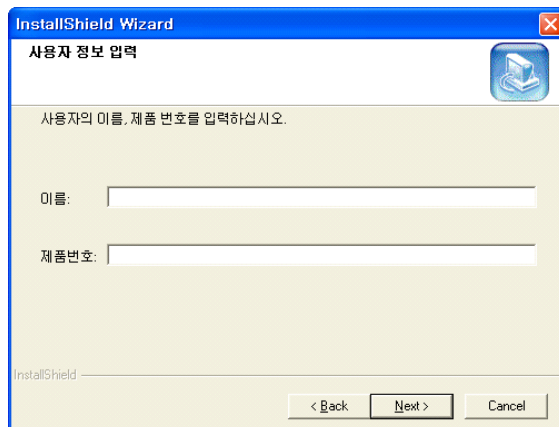 InstallShield Wizard
사용자 정보 입력
사용자의 이름, 제품 번호를 입력하십시오.
이름:
제품번호:
InstallShield
< Back Next > Cancel